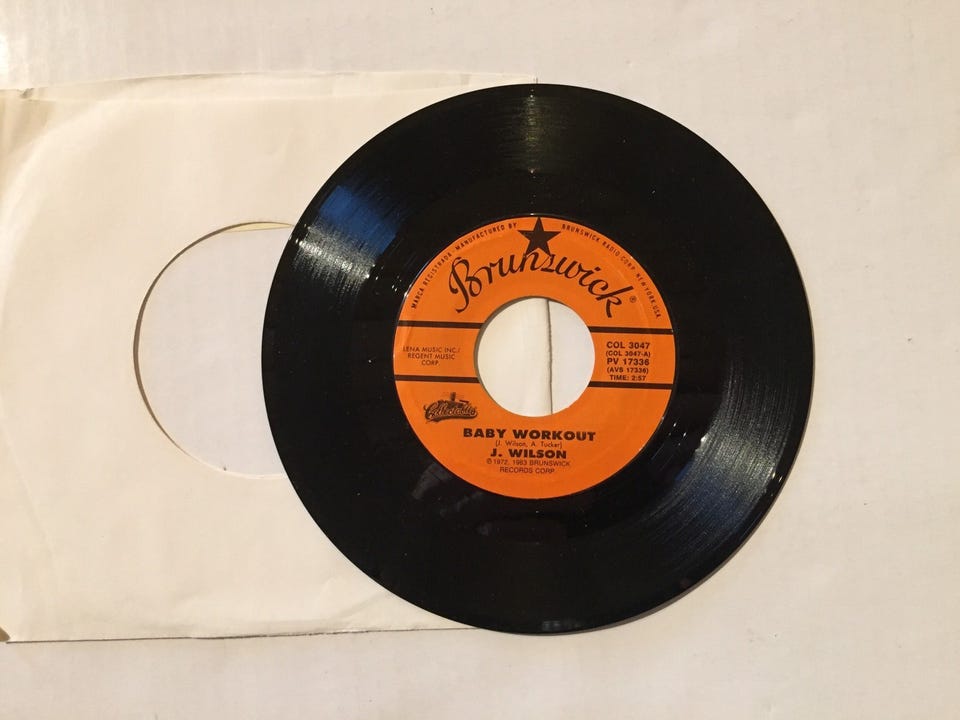 MARCA REGISTRADA · MANUFACTURED BY BRUNSWICK RADIO CORP. NEW YORK, USA
Brunswick ®
LENA MUSIC INC./
REGENT MUSIC
CORP
COL 3047
(COL 3047-A)
PV 17336
(AVS 17336)
TIME: 2:57
Collectables
BABY WORKOUT
(J. Wilson, A. Tucker)
J. WILSON
℗ 1972, 1983 BRUNSWICK
RECORDS CORP.